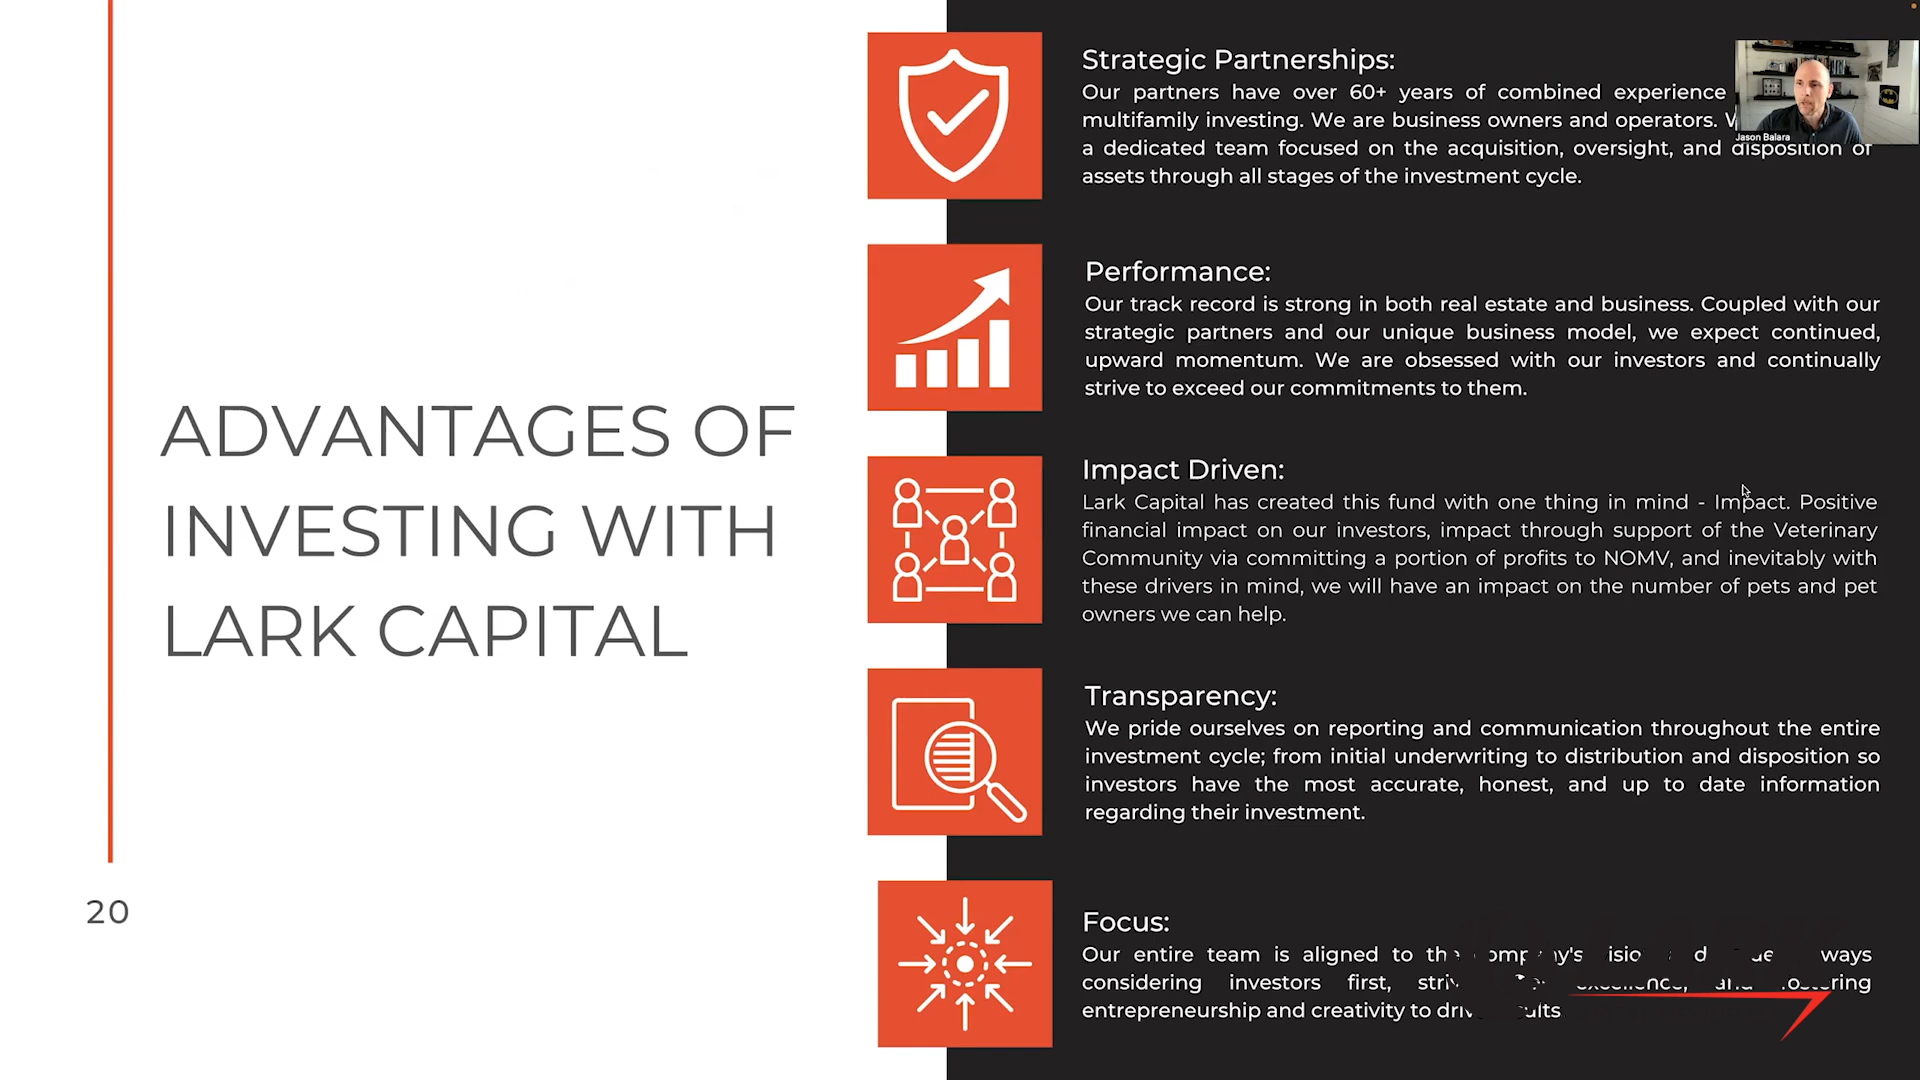 ADVANTAGES OF
INVESTING WITH
LARK CAPITAL
20
Strategic Partnerships:
Our partners have over 60+ years of combined experience
multifamily investing. We are business owners and operators.
a dedicated team focused on the acquisition, oversight, and disposition of
assets through all stages of the investment cycle.
Jason Balara
Performance:
Our track record is strong in both real estate and business. Coupled with our
strategic partners and our unique business model, we expect continued,
upward momentum. We are obsessed with our investors and continually
strive to exceed our commitments to them.
Impact Driven:
Lark Capital has created this fund with one thing in mind - Impact. Positive
financial impact on our investors, impact through support of the Veterinary
Community via committing a portion of profits to NOMV, and inevitably with
these drivers in mind, we will have an impact on the number of pets and pet
owners we can help.
Transparency:
We pride ourselves on reporting and communication throughout the entire
investment cycle; from initial underwriting to distribution and disposition so
investors have the most accurate, honest, and up to date information
regarding their investment.
Focus:
Our entire team is aligned to the company's
considering investors first, excellence, and fostering
entrepreneurship and creativity to